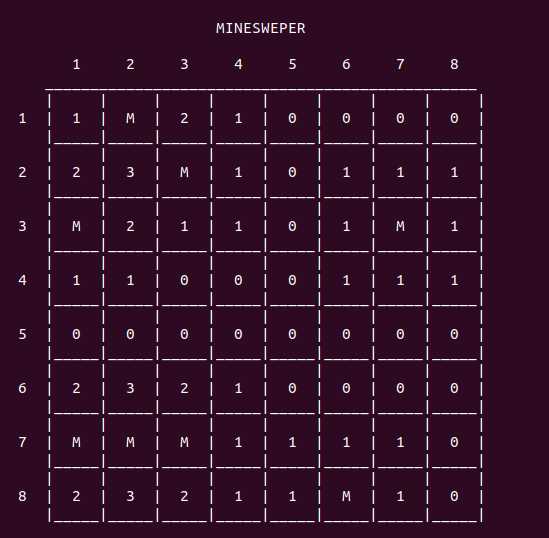 MINESWEPER
1 2 3 4 5 6 7 8
1 1 M 2 1 0 0 0 0
2 2 3 M 1 0 1 1 1
3 M 2 1 1 0 1 M 1
4 1 1 0 0 0 1 1 1
5 0 0 0 0 0 0 0 0
6 2 3 2 1 0 0 0 0
7 M M M 1 1 1 1 0
8 2 3 2 1 1 M 1 0